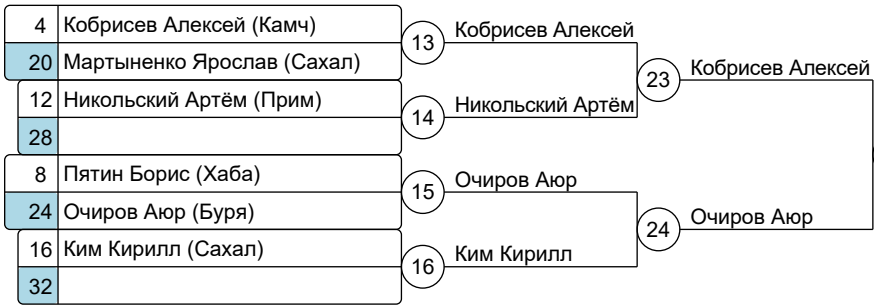 4 Кобрисев Алексей (Камч)
20 Мартыненко Ярослав (Сахал)
12 Никольский Артём (Прим)
28
8 Пятин Борис (Хаба)
24 Очиров Аюр (Буря)
16 Ким Кирилл (Сахал)
32
13 Кобрисев Алексей
14 Никольский Артём
15 Очиров Аюр
16 Ким Кирилл
23 Кобрисев Алексей
24 Очиров Аюр